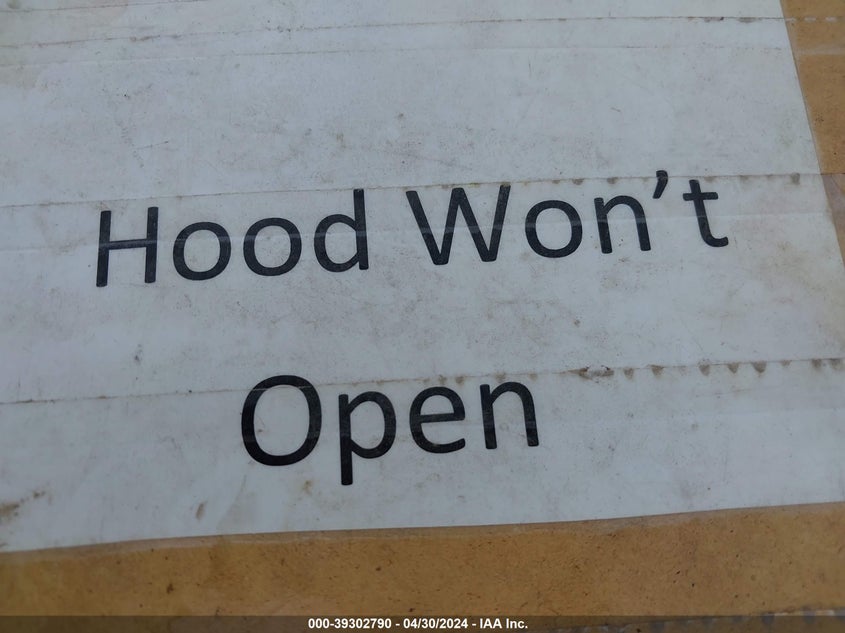 Hood Won’t
Open
000-39302790 - 04/30/2024 - IAA Inc.